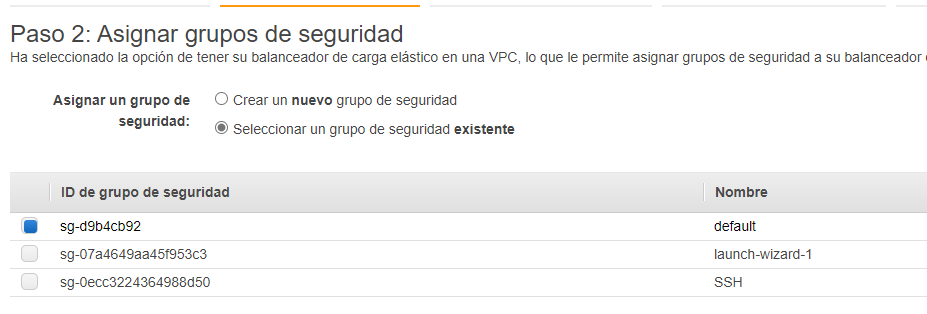 Paso 2: Asignar grupos de seguridad
Ha seleccionado la opción de tener su balanceador de carga elástico en una VPC, lo que le permite asignar grupos de seguridad a su balanceador
Asignar un grupo de seguridad:
Crear un nuevo grupo de seguridad
Seleccionar un grupo de seguridad existente
ID de grupo de seguridad Nombre
sg-d9b4cb92 default
sg-07a4649aa45f953c3 launch-wizard-1
sg-0ecc3224364988d50 SSH